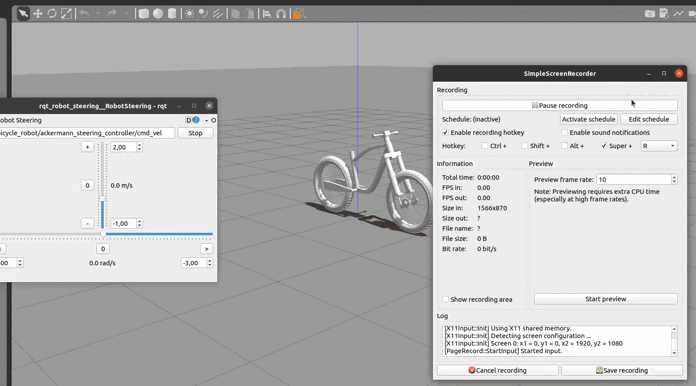 rqt_robot_steering__RobotSteering - rqt
obot Steering
D
- O
icycle_robot/ackermann_steering_controller/cmd_vel
Stop
+
2,00
0
0.0 m/s
-
-1,00
0
>
00
0.0 rad/s
-3,00
SimpleScreenRecorder
Recording
Pause recording
Schedule: (inactive)
Activate schedule
Edit schedule
Enable recording hotkey
Enable sound notifications
Hotkey:
Ctrl +
Shift +
Alt +
Super +
R
Information
Total time: 0:00:00
FPS in: 0.00
FPS out: 0.00
Size in: 1566x870
Size out: ?
File name: ?
File size: 0 B
Bit rate: 0 bit/s
Show recording area
Preview
Preview frame rate: 10
Note: Previewing requires extra CPU time
(especially at high frame rates).
Start preview
Log
[X11Input::Init] Using X11 shared memory.
[X11Input::Init] Detecting screen configuration ...
[X11Input::Init] Screen 0: x1 = 0, y1 = 0, x2 = 1920, y2 = 1080
[PageRecord::StartInput] Started input.
Cancel recording
Save recording